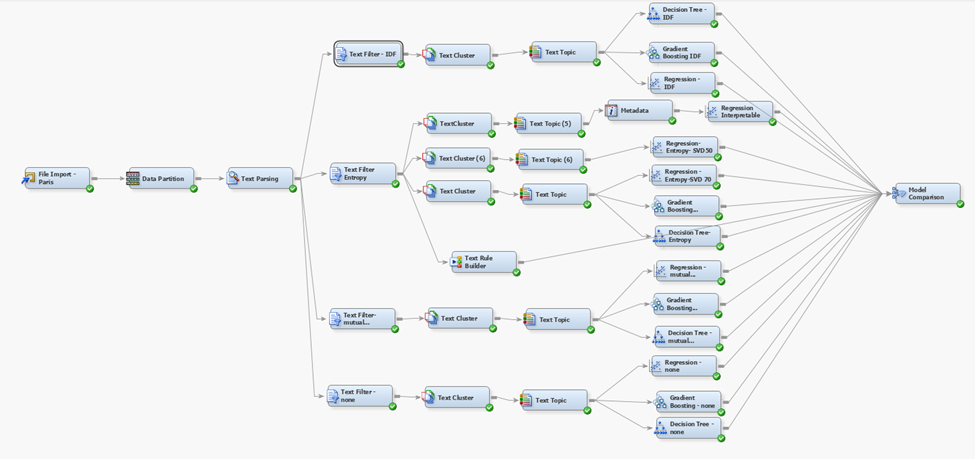 File Import -
Paris
Data Partition
Text Parsing
Text Filter - IDF
Text Cluster
Text Topic
Decision Tree -
IDF
Gradient
Boosting IDF
Regression -
IDF
Text Filter
Entropy
TextCluster
Text Topic (5)
Metadata
Regression
Interpretable
Text Cluster (6)
Text Topic (6)
Regression-
Entropy- SVD50
Text Cluster
Text Topic
Regression -
Entropy-SVD 70
Gradient
Boosting...
Decision Tree-
Entropy
Text Rule
Builder
Text Filter-
mutual...
Text Cluster
Text Topic
Regression -
mutual...
Gradient
Boosting...
Decision Tree -
mutual...
Text Filter -
none
Text Cluster
Text Topic
Regression -
none
Gradient
Boosting - none
Decision Tree -
none
Model
Comparison